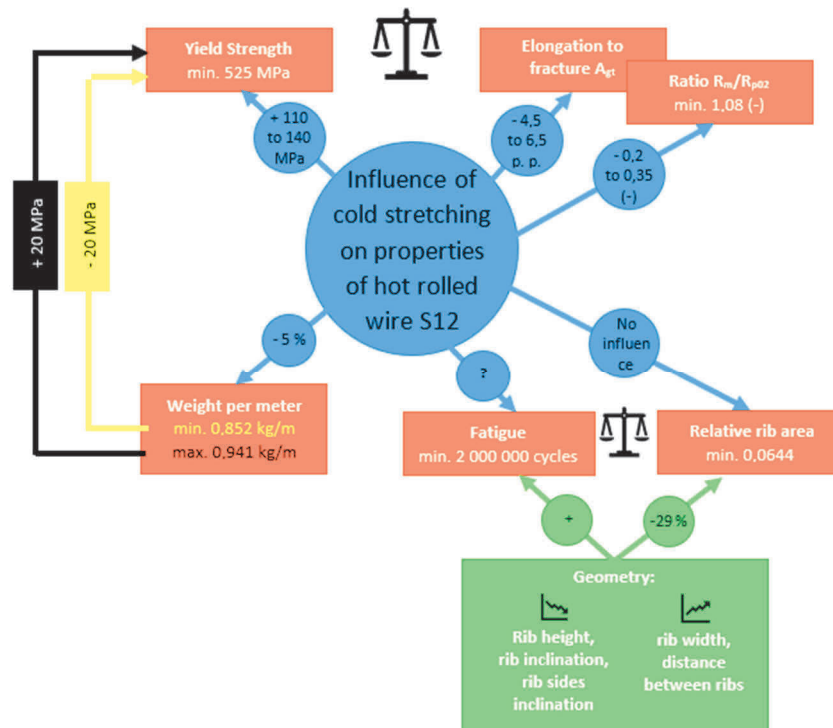 Yield Strength
min. 525 MPa
Elongation to
fracture Agt
Ratio Rm/Rp02
min. 1,08 (-)
+ 110
to 140
MPa
- 4,5
to 6,5
p. p.
- 0,2
to 0,35
(-)
Influence of
cold stretching
on properties
of hot rolled
wire S12
+ 20 MPa
- 20 MPa
- 5 %
No
influen
ce
?
Weight per meter
min. 0,852 kg/m
max. 0,941 kg/m
Fatigue
min. 2 000 000 cycles
Relative rib area
min. 0,0644
+
-29 %
Geometry:
Rib height,
rib inclination,
rib sides
inclination
rib width,
distance
between ribs